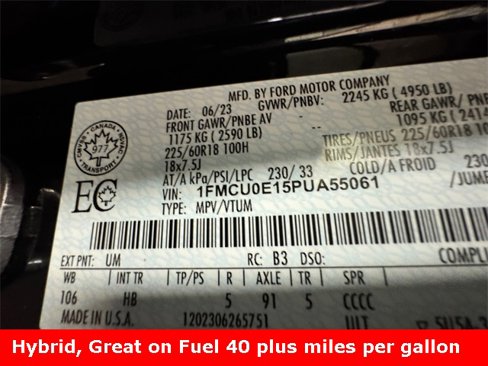 MFD. BY FORD MOTOR COMPANY
DATE: 06/23 GVWR/PNBV: 2245 KG ( 4950 LB)
FRONT GAWR/PNBE AV REAR GAWR/
1175 KG ( 2590 LB) 1095 KG ( 2414
225/60R18 100H TIRES/PNEUS 225/60R18
18x7.5J RIMS/JANTES 18x7.5J
AT/A kPa/PSI/LPC 230/ 33 COLD/A FROID 230
VIN: 1FMCU0E15PUA55061
TYPE: MPV/VTUM
CANADA
977
EC
EXT PNT: UM RC: B3 DSO:
WB INT TR TP/PS R AXLE TR SPR
106 HB 5 91 5 CCCC
MADE IN U.S.A. 1202306265751
Hybrid, Great on Fuel 40 plus miles per gallon